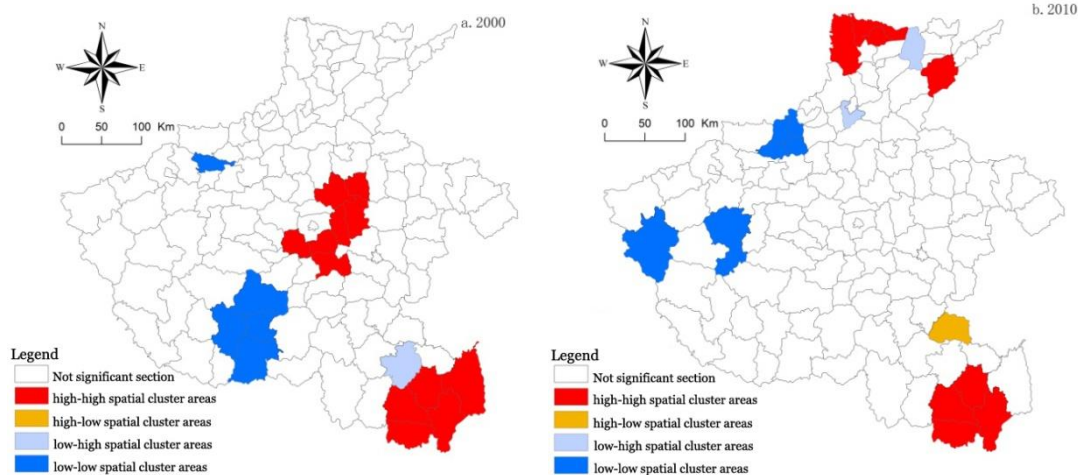 a. 2000
N
W E
S
0 50 100 Km
Legend
Not significant section
high-high spatial cluster areas
high-low spatial cluster areas
low-high spatial cluster areas
low-low spatial cluster areas
b. 2010
N
W E
S
0 50 100 Km
Legend
Not significant section
high-high spatial cluster areas
high-low spatial cluster areas
low-high spatial cluster areas
low-low spatial cluster areas